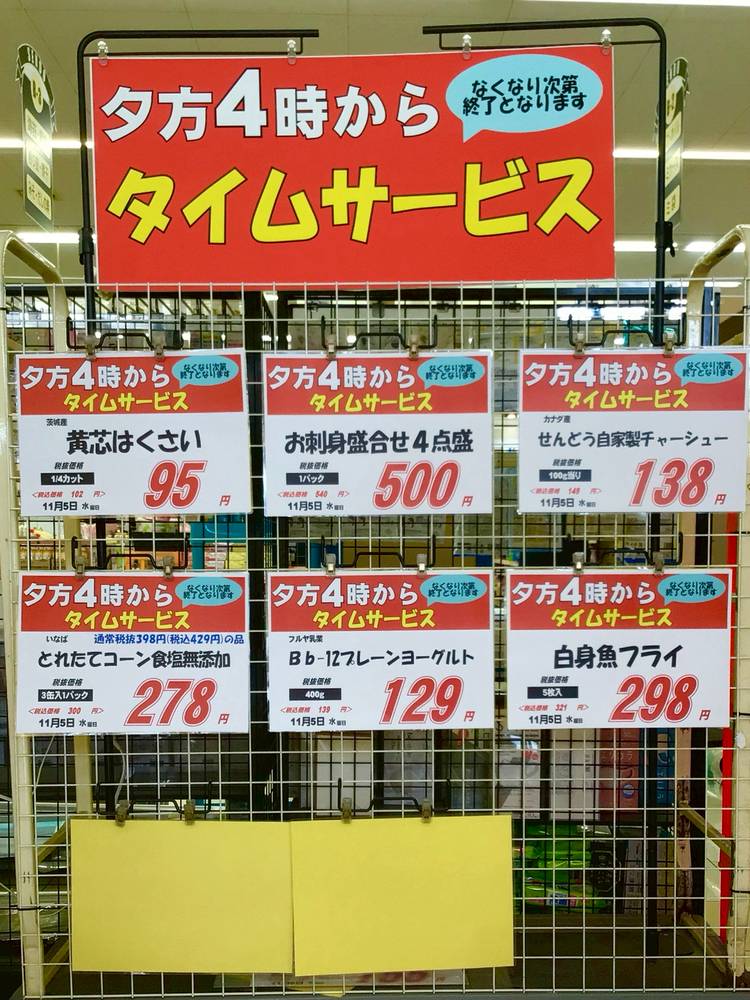 夕方4時から
なくなり次第
終了となります
タイムサービス
夕方4時から
なくなり次第
終了となります
タイムサービス
茨城産
黄芯はくさい
税抜価格
1/4カット
95円
<税込価格 102 円>
11月5日 水曜日
夕方4時から
なくなり次第
終了となります
タイムサービス
お刺身盛合せ4点盛
税抜価格
1パック
500円
<税込価格 540 円>
11月5日 水曜日
夕方4時から
なくなり次第
終了となります
タイムサービス
カナダ産
せんどう自家製チャーシュー
税抜価格
100g当り
138円
<税込価格 149 円>
11月5日 水曜日
夕方4時から
なくなり次第
終了となります
タイムサービス
いなば 通常税抜398円(税込429円)の品
とれたてコーン食塩無添加
税抜価格
3缶入1パック
278円
<税込価格 300 円>
11月5日 水曜日
夕方4時から
なくなり次第
終了となります
タイムサービス
フルヤ乳業
Bb-12プレーンヨーグルト
税抜価格
400g
129円
<税込価格 139 円>
11月5日 水曜日
夕方4時から
なくなり次第
終了となります
タイムサービス
白身魚フライ
税抜価格
5枚入
298円
<税込価格 321 円>
11月5日 水曜日